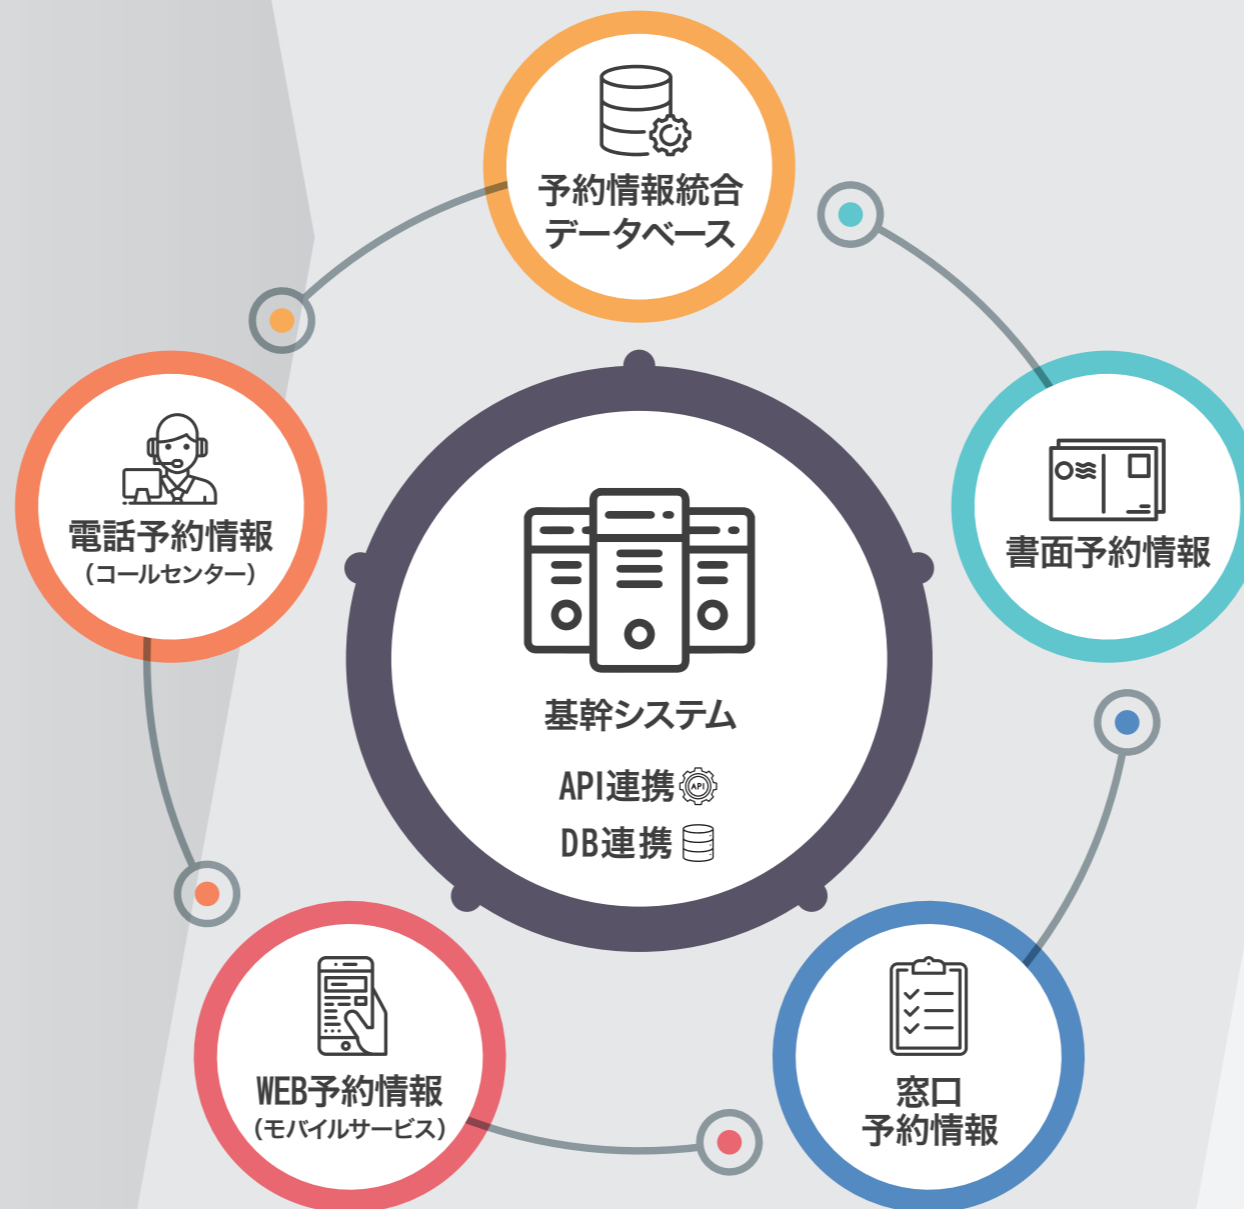 予約情報統合
データベース
電話予約情報
(コールセンター)
書面予約情報
基幹システム
API連携
API
DB連携
WEB予約情報
(モバイルサービス)
窓口
予約情報